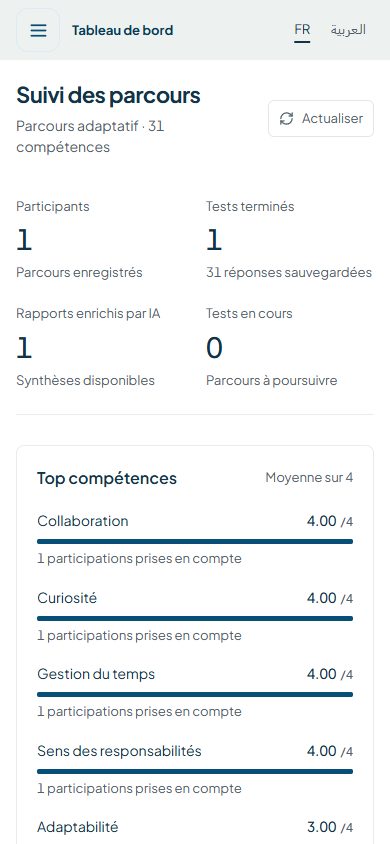 Tableau de bord
FR
العربية
Suivi des parcours
Parcours adaptatif · 31
compétences
Actualiser
Participants
1
Parcours enregistrés
Tests terminés
1
31 réponses sauvegardées
Rapports enrichis par IA
1
Synthèses disponibles
Tests en cours
0
Parcours à poursuivre
Top compétences
Moyenne sur 4
Collaboration
4.00 /4
1 participations prises en compte
Curiosité
4.00 /4
1 participations prises en compte
Gestion du temps
4.00 /4
1 participations prises en compte
Sens des responsabilités
4.00 /4
1 participations prises en compte
Adaptabilité
3.00 /4